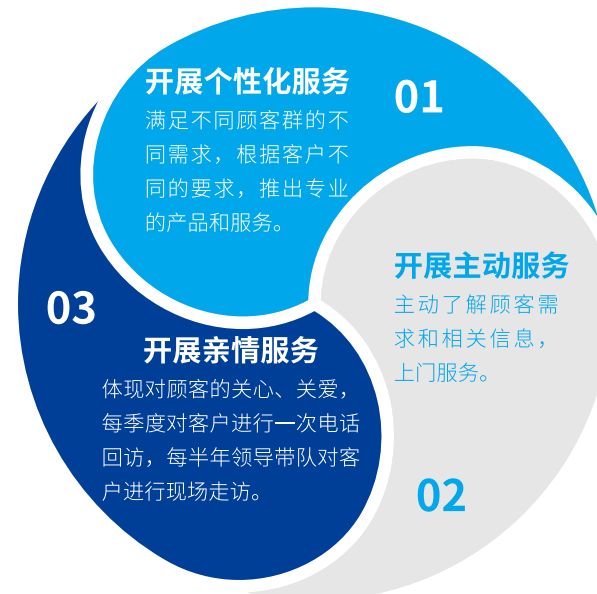 开展个性化服务
01
满足不同顾客群的不
同需求，根据客户不
同的要求，推出专业
的产品和服务。
开展主动服务
主动了解顾客需
求和相关信息，
上门服务。
02
03
开展亲情服务
体现对顾客的关心、关爱，
每季度对客户进行一次电话
回访，每半年领导带队对客
户进行现场走访。